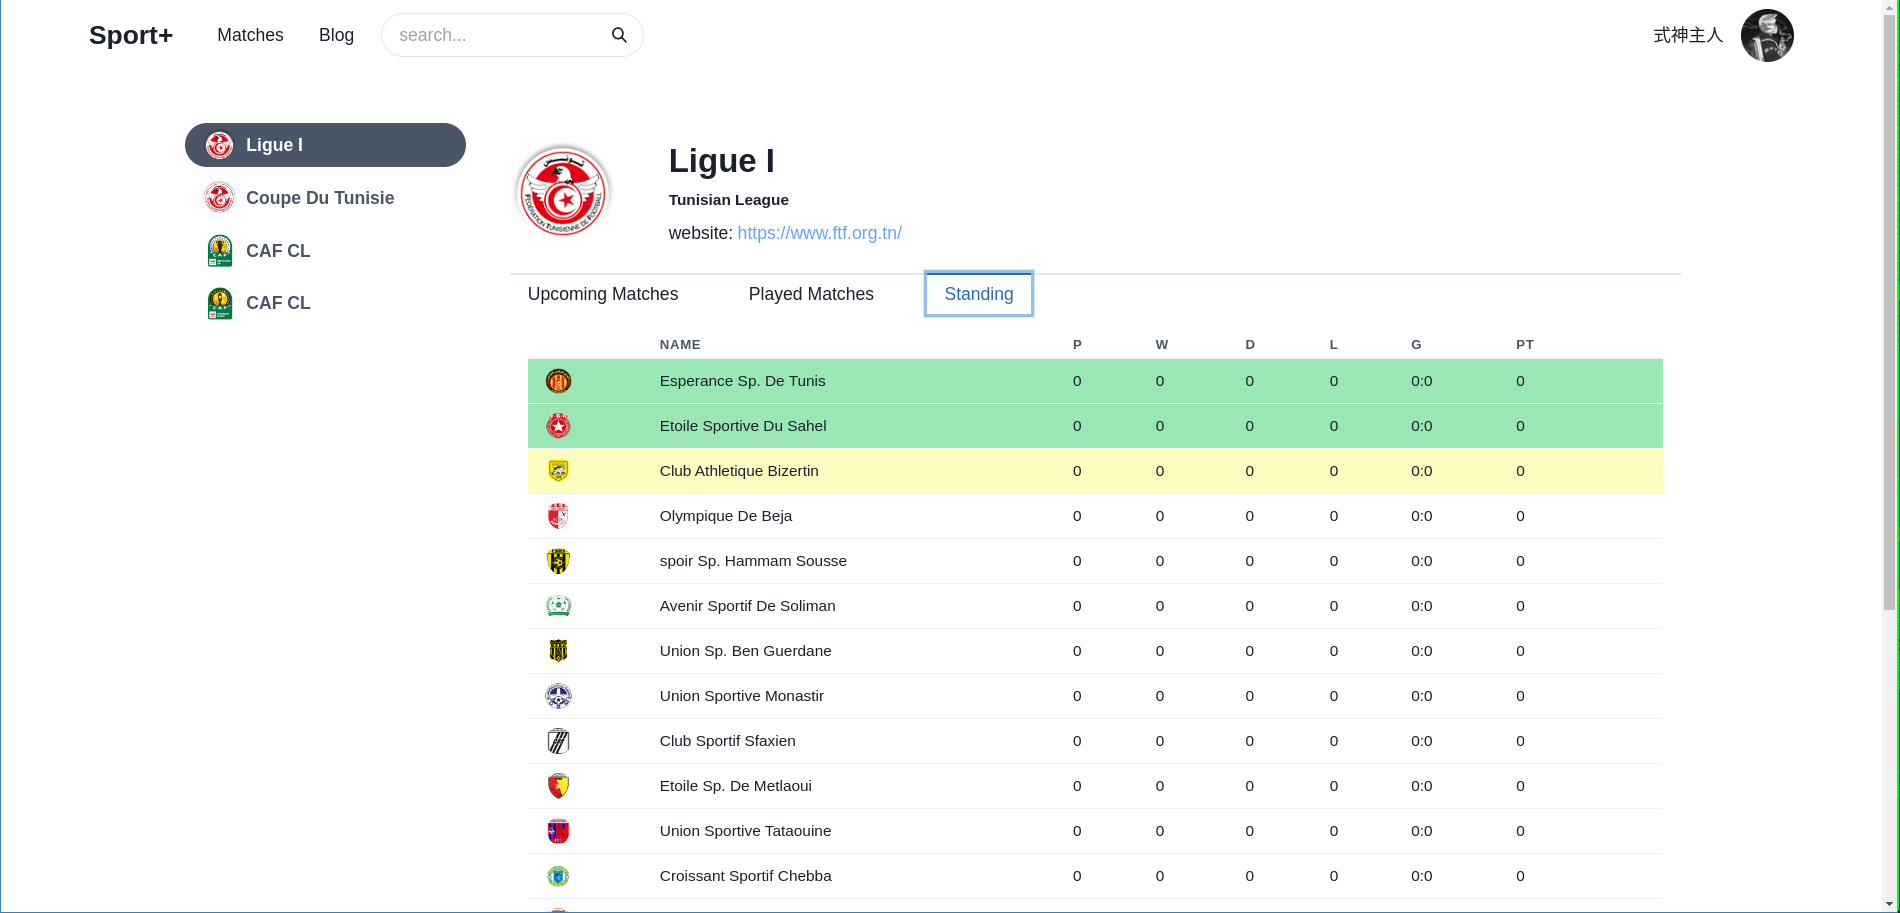 Sport+ Matches Blog search... 式神主人
Ligue I
Coupe Du Tunisie
CAF CL
CAF CL
Ligue I
Tunisian League
website: https://www.ftf.org.tn/
Upcoming Matches Played Matches Standing
NAME P W D L G PT
Esperance Sp. De Tunis 0 0 0 0 0:0 0
Etoile Sportive Du Sahel 0 0 0 0 0:0 0
Club Athletique Bizertin 0 0 0 0 0:0 0
Olympique De Beja 0 0 0 0 0:0 0
spoir Sp. Hammam Sousse 0 0 0 0 0:0 0
Avenir Sportif De Soliman 0 0 0 0 0:0 0
Union Sp. Ben Guerdane 0 0 0 0 0:0 0
Union Sportive Monastir 0 0 0 0 0:0 0
Club Sportif Sfaxien 0 0 0 0 0:0 0
Etoile Sp. De Metlaoui 0 0 0 0 0:0 0
Union Sportive Tataouine 0 0 0 0 0:0 0
Croissant Sportif Chebba 0 0 0 0 0:0 0